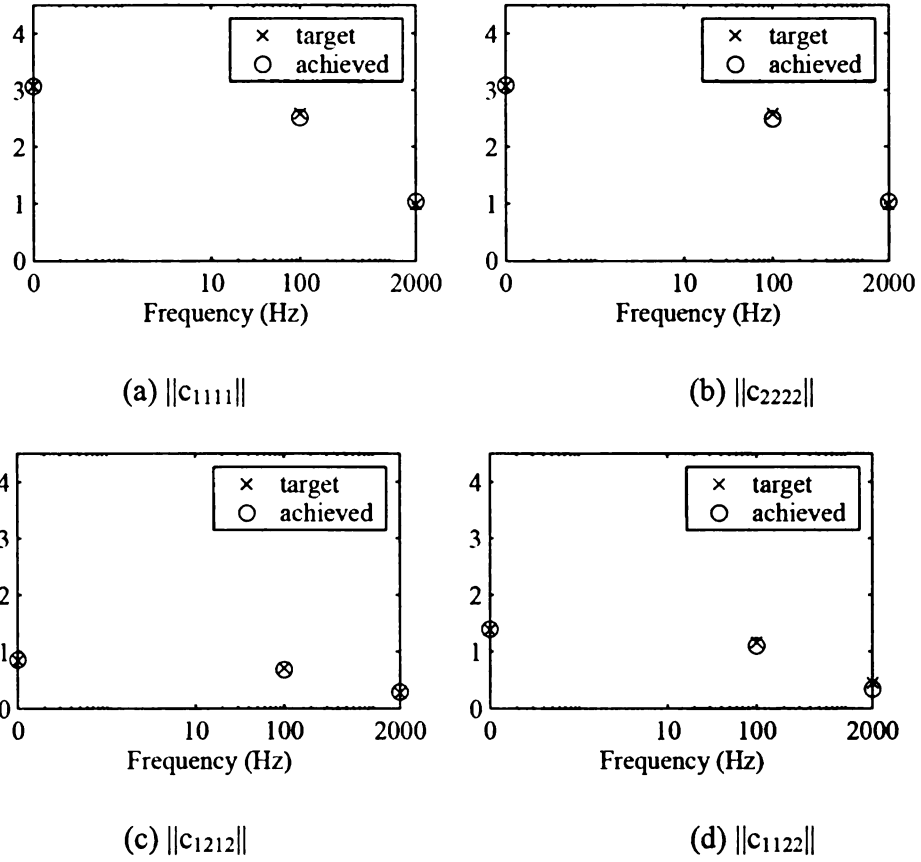 4
3
2
1
0
× target
○ achieved
0 10 100 2000
Frequency (Hz)
(a) ||c1111||
4
3
2
1
0
× target
○ achieved
0 10 100 2000
Frequency (Hz)
(b) ||c2222||
4
3
2
1
0
× target
○ achieved
0 10 100 2000
Frequency (Hz)
(c) ||c1212||
4
3
2
1
0
× target
○ achieved
0 10 100 2000
Frequency (Hz)
(d) ||c1122||